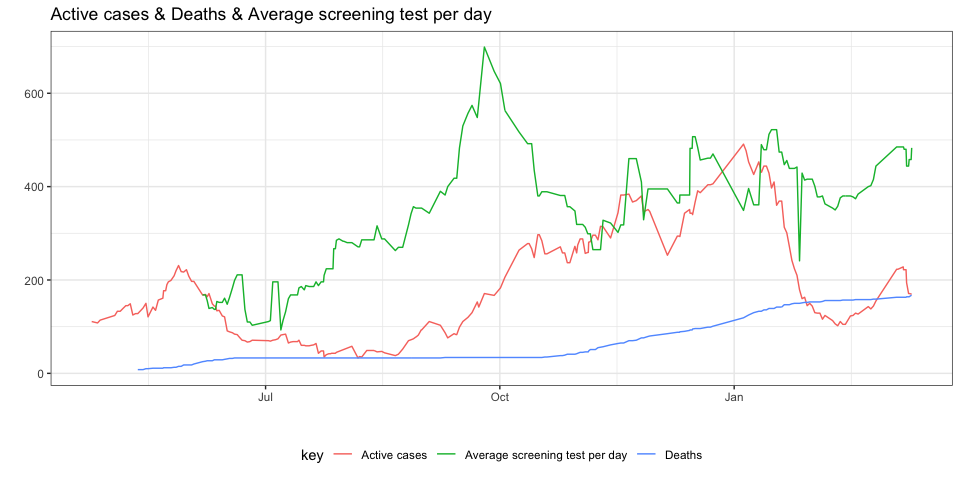 Active cases & Deaths & Average screening test per day
600
400
200
0
Jul Oct Jan
key Active cases Average screening test per day Deaths